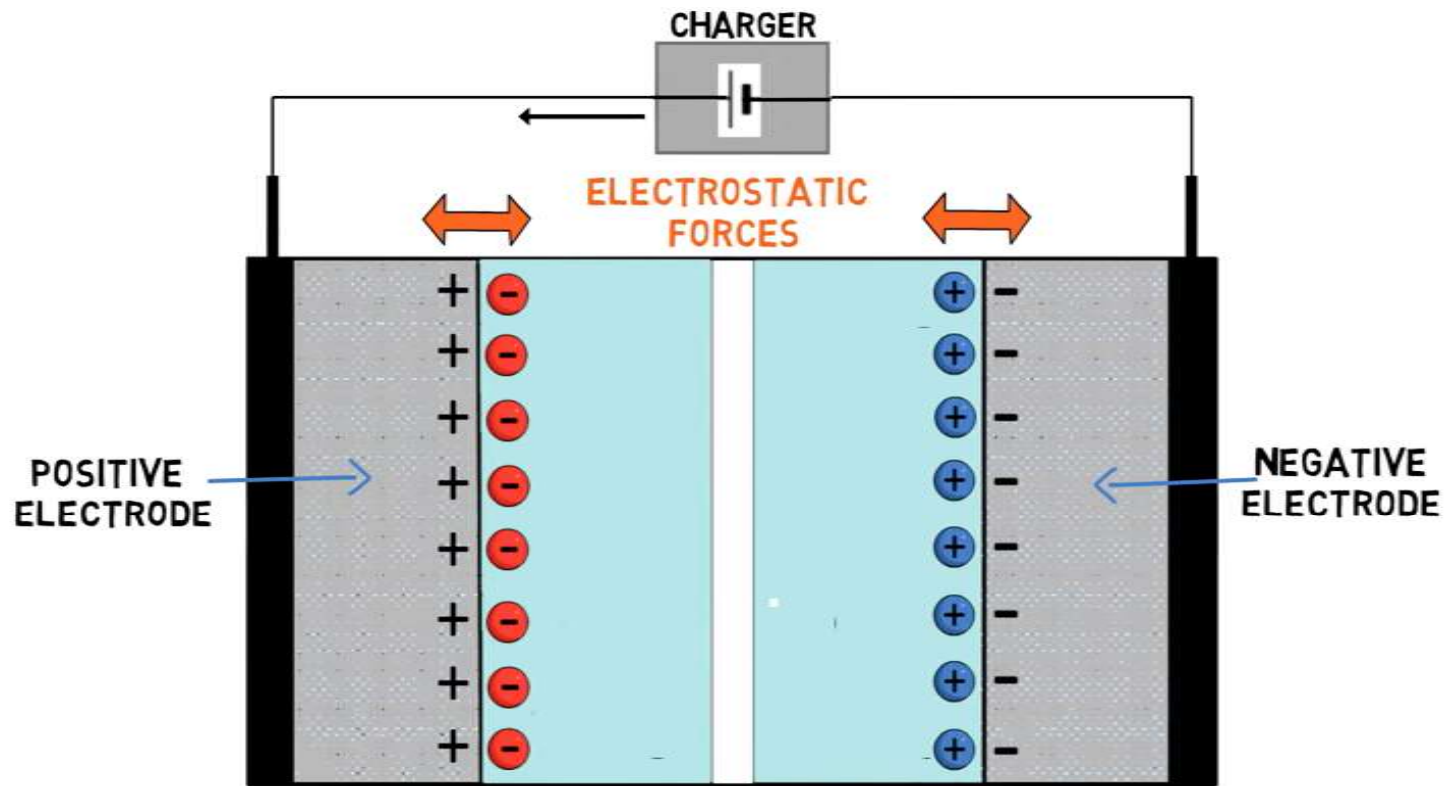 CHARGER
ELECTROSTATIC
FORCES
+ - + -
+ - + -
+ - + -
POSITIVE
ELECTRODE
+ - + -
NEGATIVE
ELECTRODE
+ - + -
+ - + -
+ - + -
+ - + -